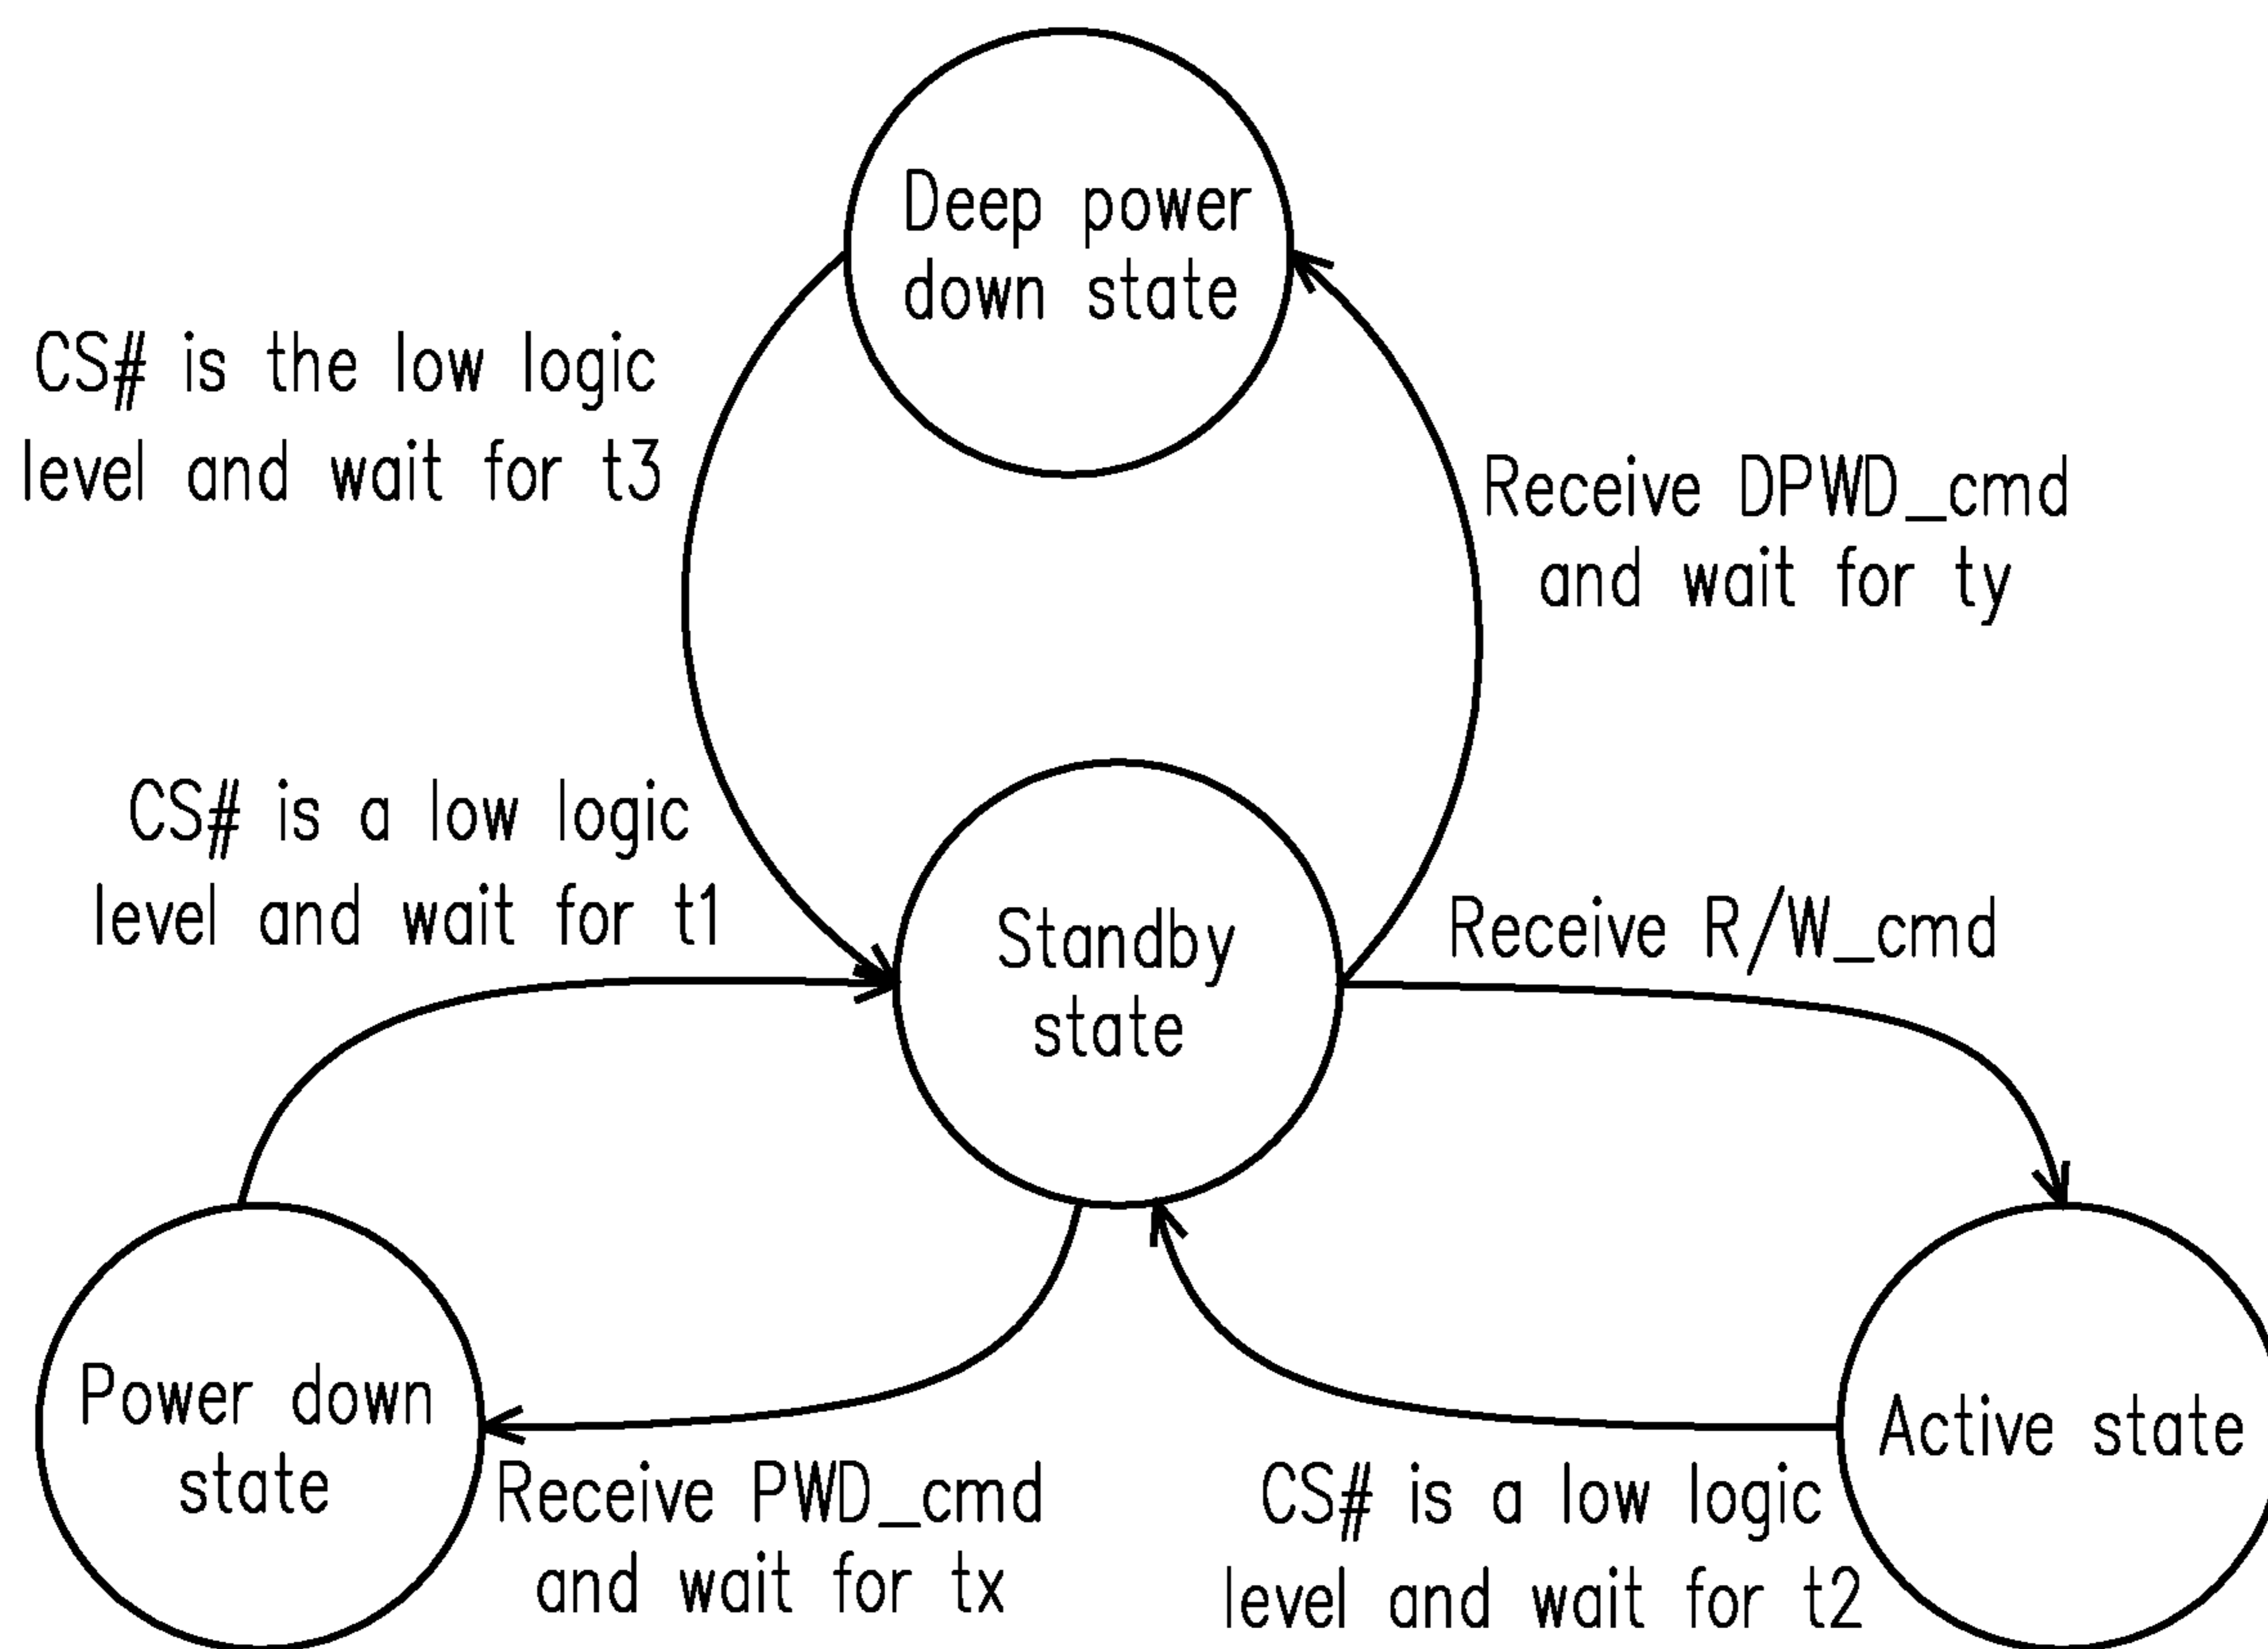 Deep power
down state
CS# is the low logic
level and wait for t3
Receive DPWD_cmd
and wait for ty
CS# is a low logic
level and wait for t1
Standby
state
Receive R/W_cmd
Power down
state
Receive PWD_cmd
and wait for tx
CS# is a low logic
level and wait for t2
Active state